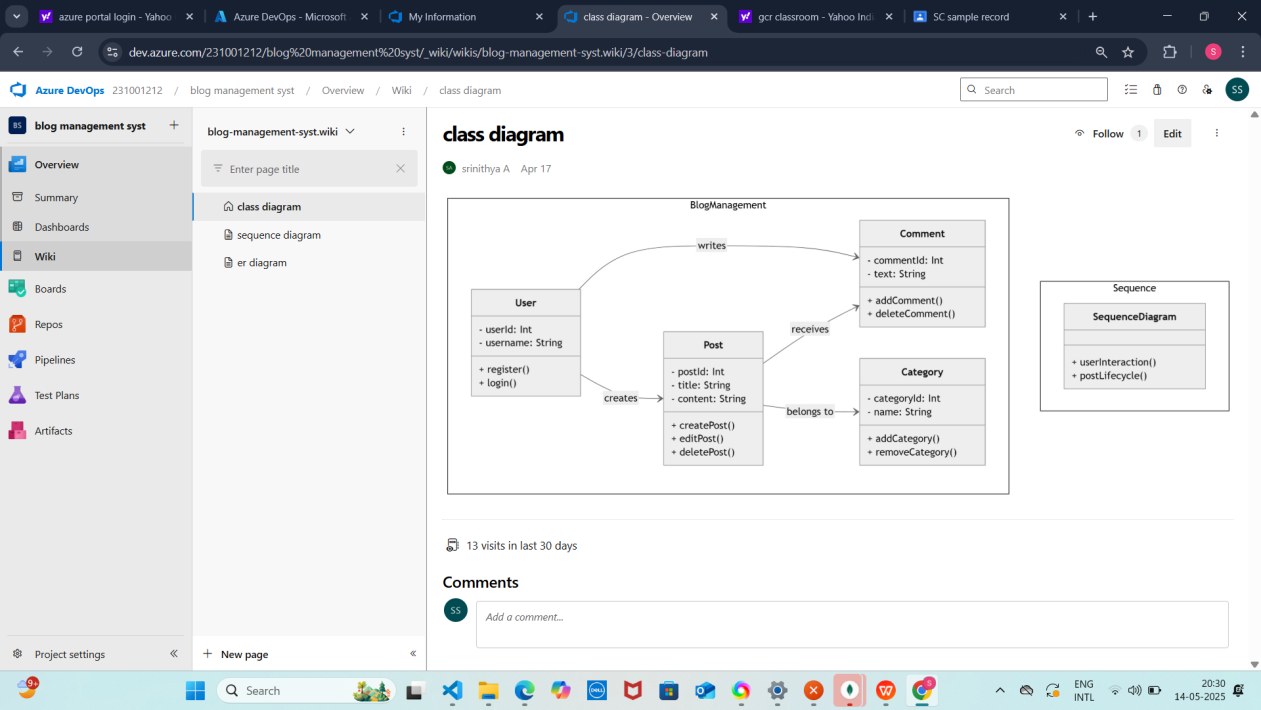 azure portal login - Yahoo
Azure DevOps - Microsoft
My Information
class diagram - Overview
gcr classroom - Yahoo Indi
SC sample record
dev.azure.com/231001212/blog%20management%20syst/_wiki/wikis/blog-management-syst.wiki/3/class-diagram
S
Azure DevOps 231001212 / blog management syst / Overview / Wiki / class diagram
Search
SS
BS blog management syst
Overview
Summary
Dashboards
Wiki
Boards
Repos
Pipelines
Test Plans
Artifacts
Project settings
blog-management-syst.wiki
Enter page title
class diagram
sequence diagram
er diagram
New page
class diagram
Follow 1 Edit
srinithya A Apr 17
BlogManagement
writes
Comment
- commentId: Int
- text: String
+ addComment()
+ deleteComment()
User
- userId: Int
- username: String
+ register()
+ login()
receives
Post
- postId: Int
- title: String
- content: String
+ createPost()
+ editPost()
+ deletePost()
creates
belongs to
Category
- categoryId: Int
- name: String
+ addCategory()
+ removeCategory()
Sequence
SequenceDiagram
+ userInteraction()
+ postLifecycle()
13 visits in last 30 days
Comments
SS
Add a comment...
9+
Search
DELL
S
ENG
INTL
20:30
14-05-2025